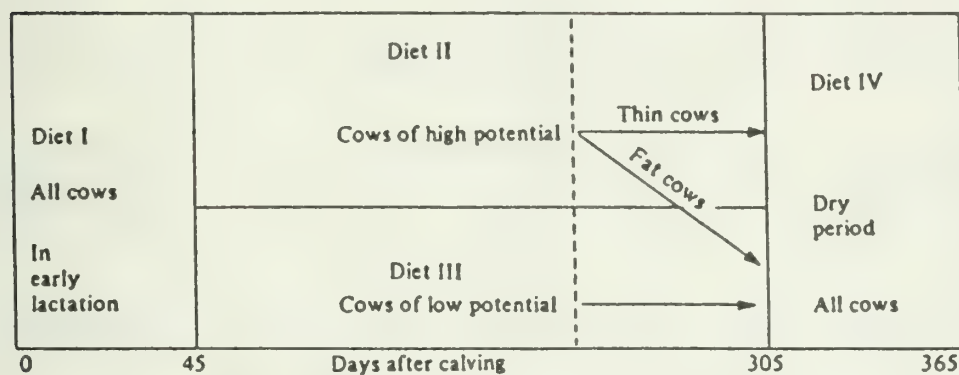 Diet I
All cows
In
early
lactation
Diet II
Cows of high potential
Thin cows
Fat cows
Diet III
Cows of low potential
Diet IV
Dry
period
All cows
0 45 Days after calving 305 365